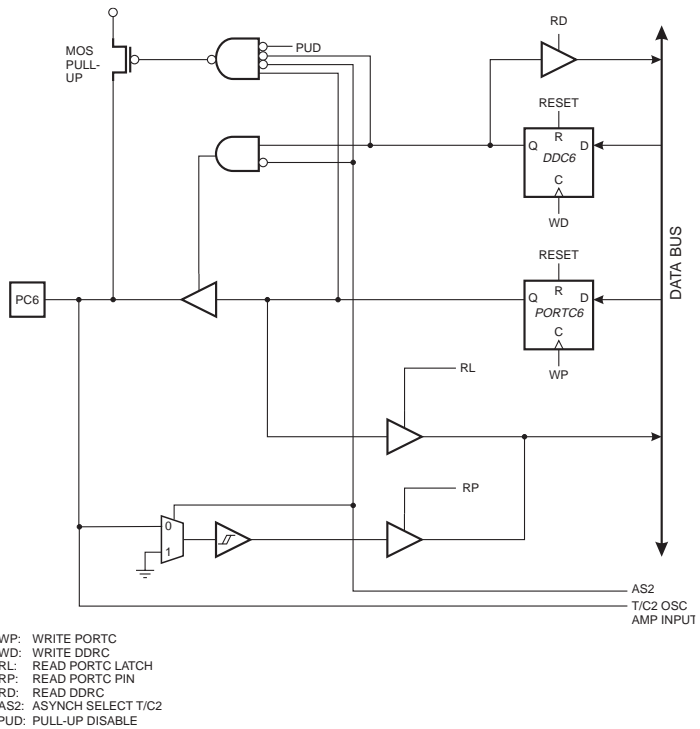 RD
MOS
PULL-
UP
PUD
RESET
R
Q
D
DDC6
C
WD
DATA BUS
RESET
R
PC6
Q
D
PORTC6
C
WP
RL
RP
0
1
AS2
T/C2 OSC
AMP INPUT
WP: WRITE PORTC
WD: WRITE DDRC
RL: READ PORTC LATCH
RP: READ PORTC PIN
RD: READ DDRC
AS2: ASYNCH SELECT T/C2
PUD: PULL-UP DISABLE